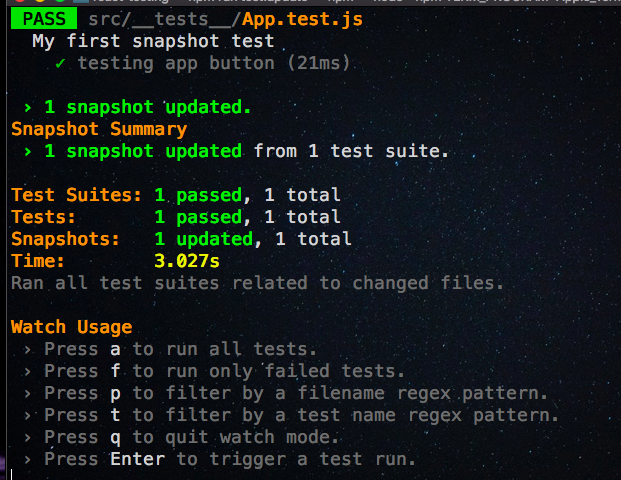 PASS src/__tests__/App.test.js
My first snapshot test
✓ testing app button (21ms)
› 1 snapshot updated.
Snapshot Summary
› 1 snapshot updated from 1 test suite.
Test Suites: 1 passed, 1 total
Tests: 1 passed, 1 total
Snapshots: 1 updated, 1 total
Time: 3.027s
Ran all test suites related to changed files.
Watch Usage
› Press a to run all tests.
› Press f to run only failed tests.
› Press p to filter by a filename regex pattern.
› Press t to filter by a test name regex pattern.
› Press q to quit watch mode.
› Press Enter to trigger a test run.